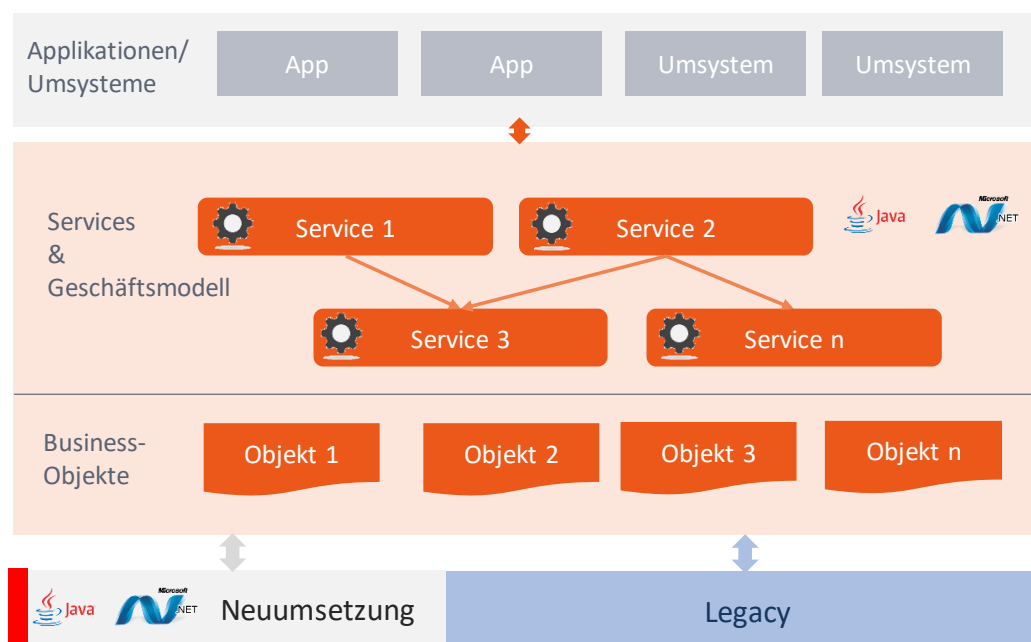 Applikationen/
Umsysteme
App
App
Umsystem
Umsystem
Services
&
Geschäftsmodell
Service 1
Service 2
Java
Microsoft
.NET
Service 3
Service n
Business-
Objekte
Objekt 1
Objekt 2
Objekt 3
Objekt n
Java
Microsoft
.NET
Neuumsetzung
Legacy